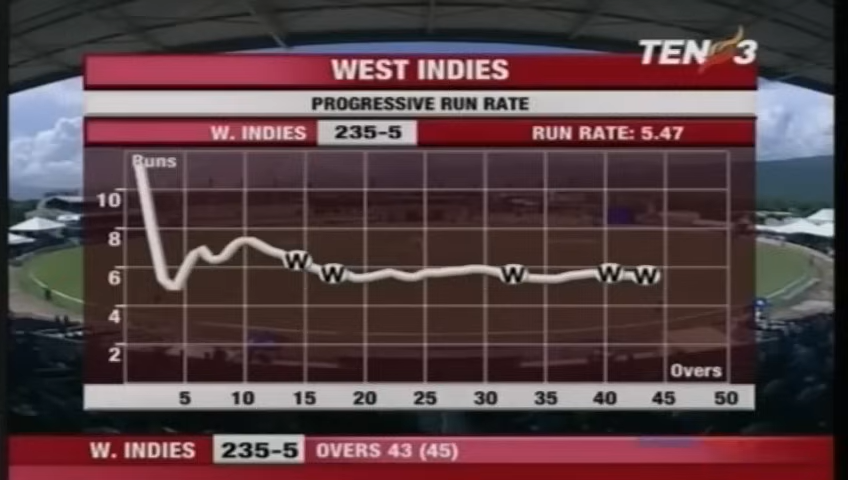 TEN 3
WEST INDIES
PROGRESSIVE RUN RATE
W. INDIES 235-5 RUN RATE: 5.47
Runs
10
8
6
4
2
W W W W W
Overs
5 10 15 20 25 30 35 40 45 50
W. INDIES 235-5 OVERS 43 (45)